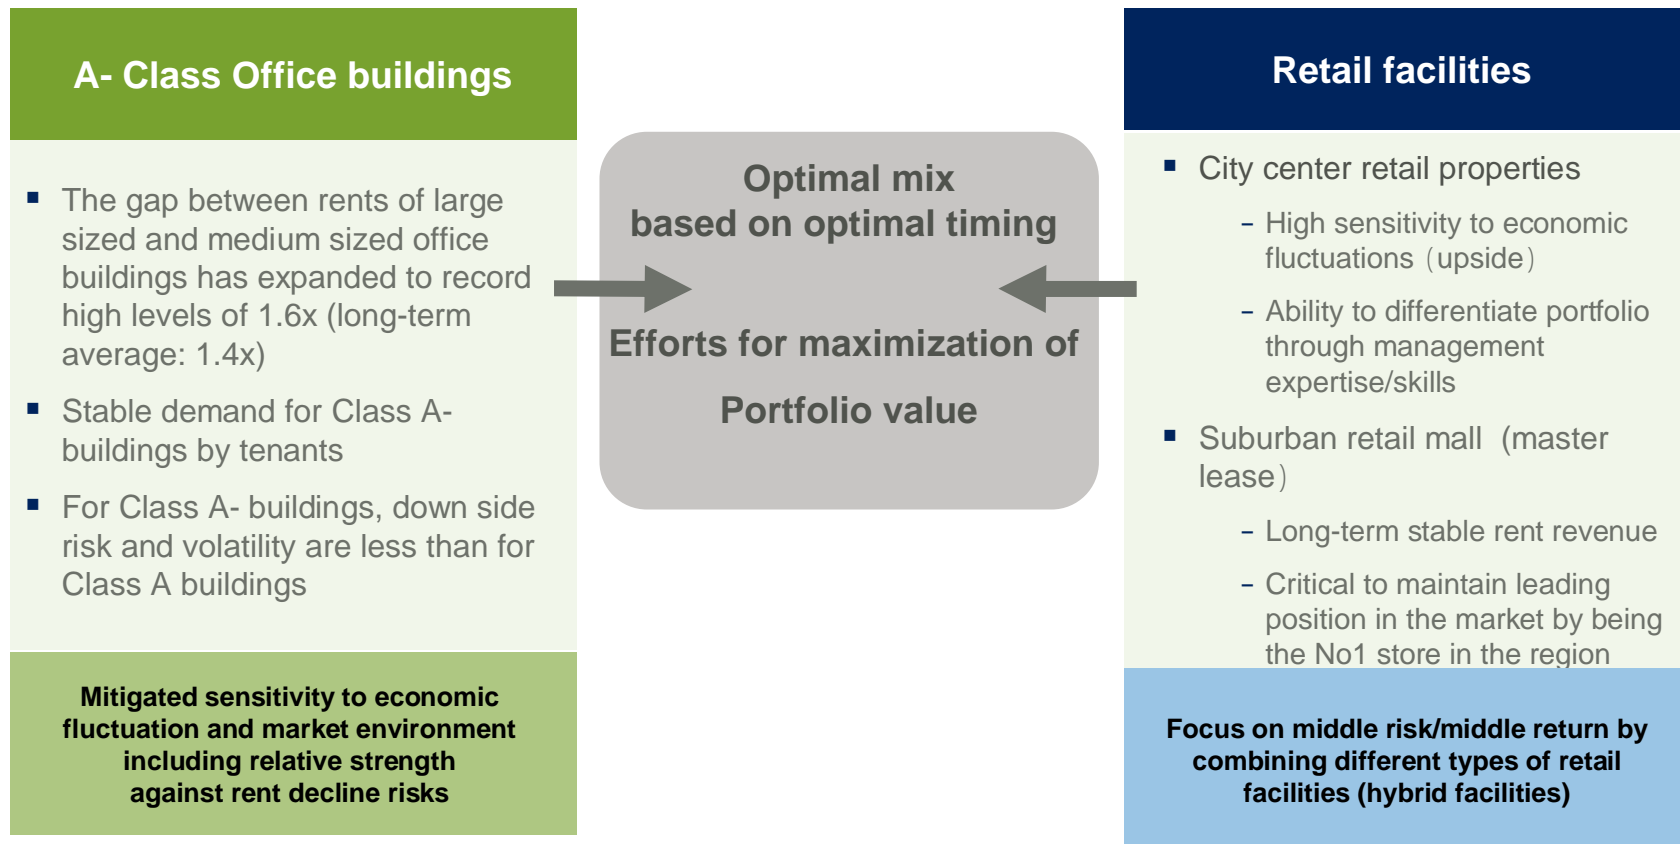 A- Class Office buildings
▪ The gap between rents of large
sized and medium sized office
buildings has expanded to record
high levels of 1.6x (long-term
average: 1.4x)
▪ Stable demand for Class A-
buildings by tenants
▪ For Class A- buildings, down side
risk and volatility are less than for
Class A buildings
Mitigated sensitivity to economic
fluctuation and market environment
including relative strength
against rent decline risks
Optimal mix
based on optimal timing
Efforts for maximization of
Portfolio value
Retail facilities
▪ City center retail properties
– High sensitivity to economic
fluctuations（upside）
– Ability to differentiate portfolio
through management
expertise/skills
▪ Suburban retail mall (master
lease）
– Long-term stable rent revenue
– Critical to maintain leading
position in the market by being
the No1 store in the region
Focus on middle risk/middle return by
combining different types of retail
facilities (hybrid facilities)